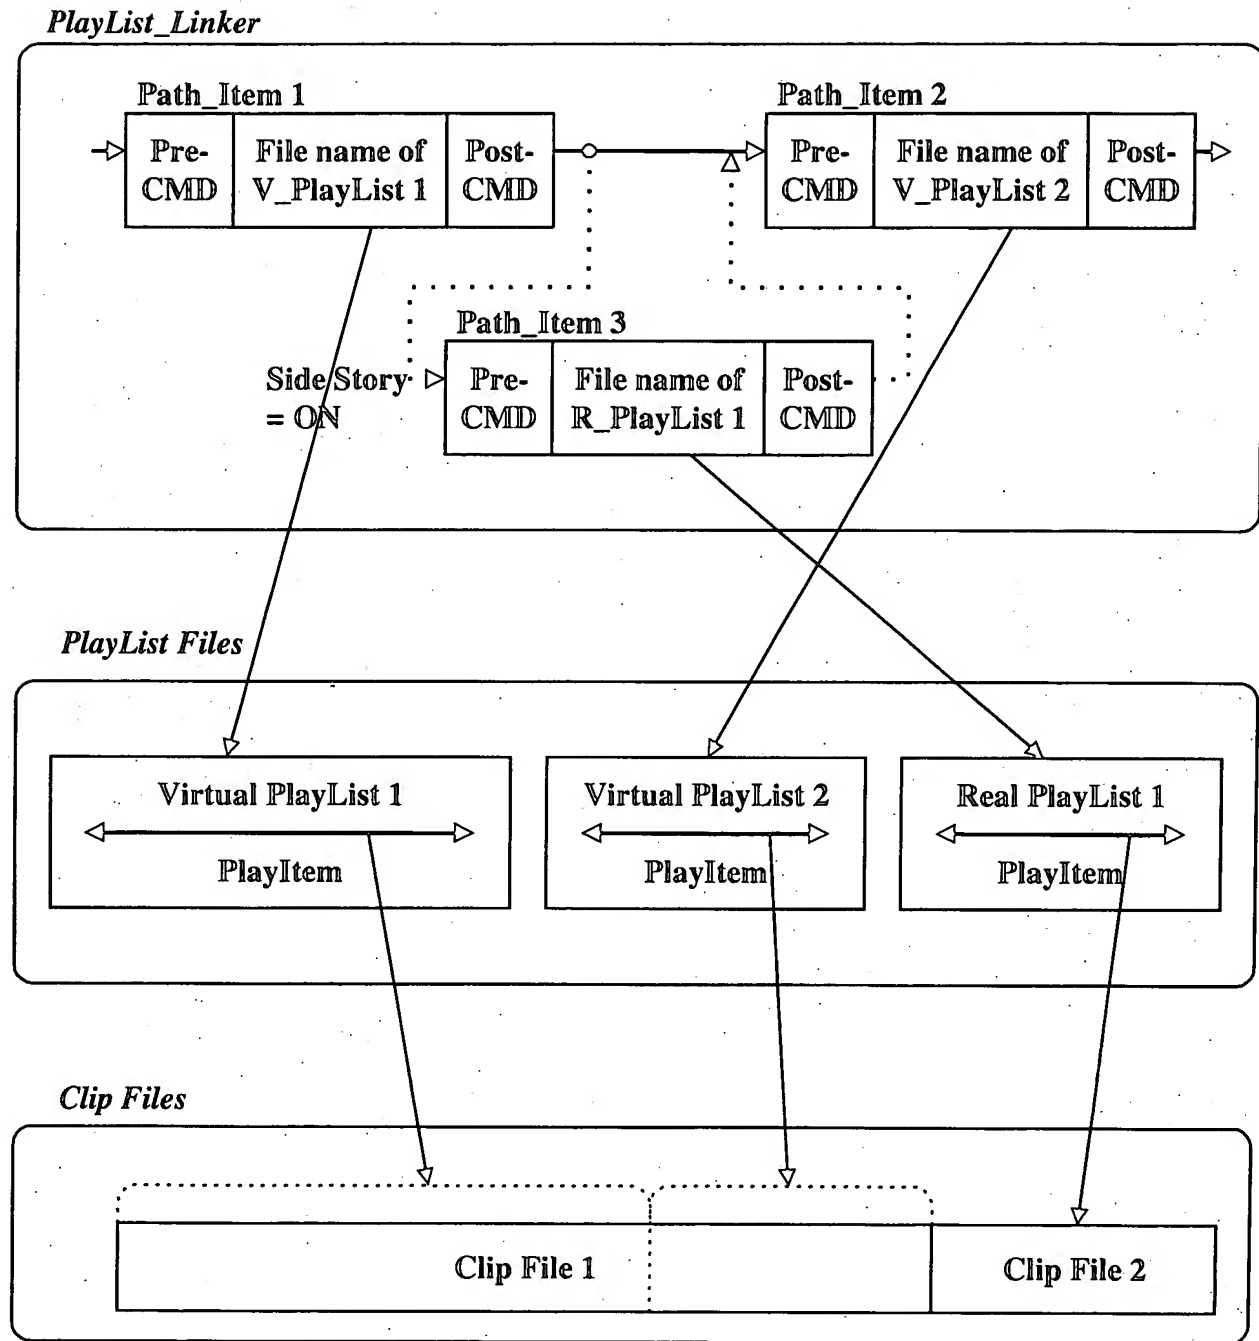 PlayList_Linker
Path_Item 1
Pre-
CMD
File name of
V_PlayList 1
Post-
CMD
Path_Item 2
Pre-
CMD
File name of
V_PlayList 2
Post-
CMD
Path_Item 3
Side Story
= ON
Pre-
CMD
File name of
R_PlayList 1
Post-
CMD
PlayList Files
Virtual PlayList 1
PlayItem
Virtual PlayList 2
PlayItem
Real PlayList 1
PlayItem
Clip Files
Clip File 1
Clip File 2